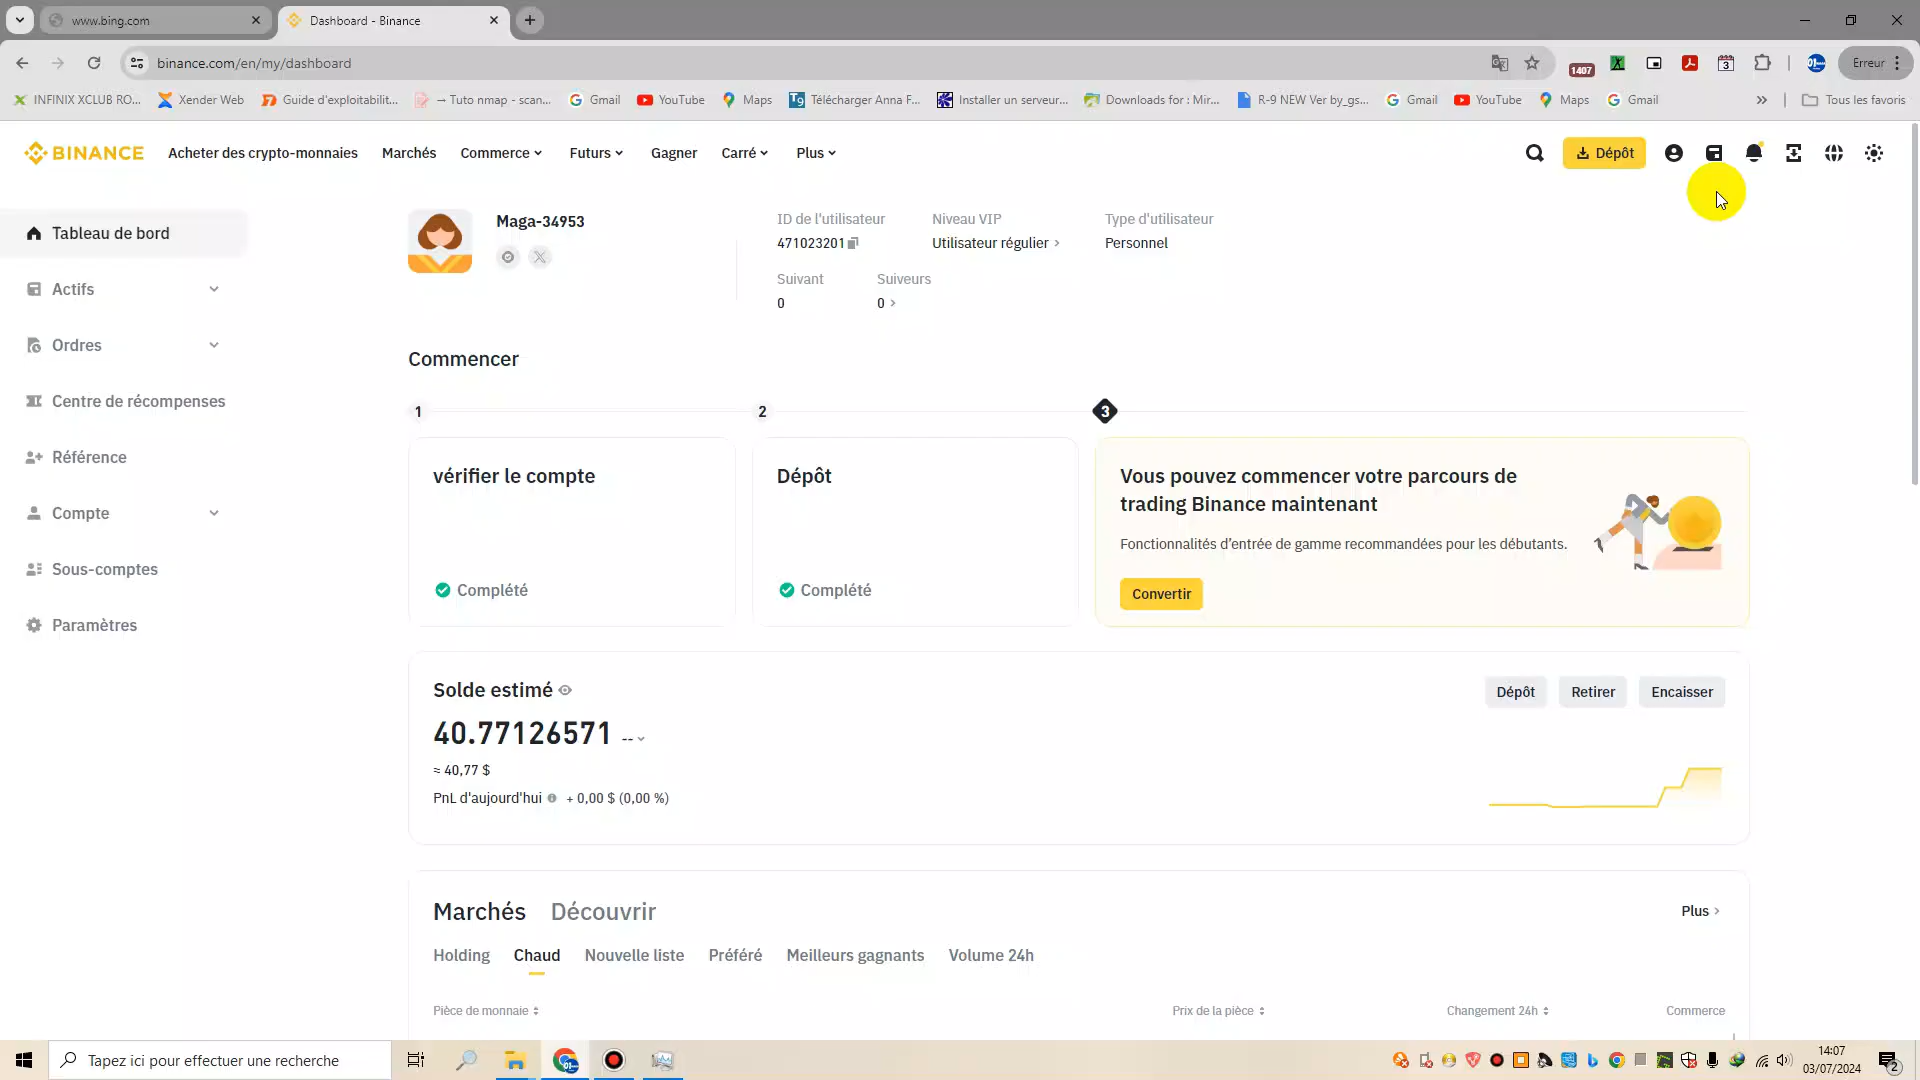 www.bing.com
Dashboard - Binance
binance.com/en/my/dashboard
1407
3
Erreur
INFINIX XCLUB RO...
Xender Web
Guide d'exploitabilit...
→ Tuto nmap - scan...
Gmail
YouTube
Maps
Télécharger Anna F...
Installer un serveur...
Downloads for : Mir...
R-9 NEW Ver by_gs...
Gmail
YouTube
Maps
Gmail
Tous les favoris
BINANCE
Acheter des crypto-monnaies
Marchés
Commerce
Futurs
Gagner
Carré
Plus
Dépôt
Tableau de bord
Actifs
Ordres
Centre de récompenses
Référence
Compte
Sous-comptes
Paramètres
Maga-34953
ID de l'utilisateur
471023201
Niveau VIP
Utilisateur régulier
Type d'utilisateur
Personnel
Suivant
0
Suiveurs
0
Commencer
1
2
3
vérifier le compte
Complété
Dépôt
Complété
Vous pouvez commencer votre parcours de
trading Binance maintenant
Fonctionnalités d’entrée de gamme recommandées pour les débutants.
Convertir
Solde estimé
Dépôt
Retirer
Encaisser
40.77126571 --
≈ 40,77 $
PnL d'aujourd'hui + 0,00 $ (0,00 %)
Marchés
Découvrir
Plus
Holding
Chaud
Nouvelle liste
Préféré
Meilleurs gagnants
Volume 24h
Pièce de monnaie
Prix de la pièce
Changement 24h
Commerce
Tapez ici pour effectuer une recherche
14:07
03/07/2024
2